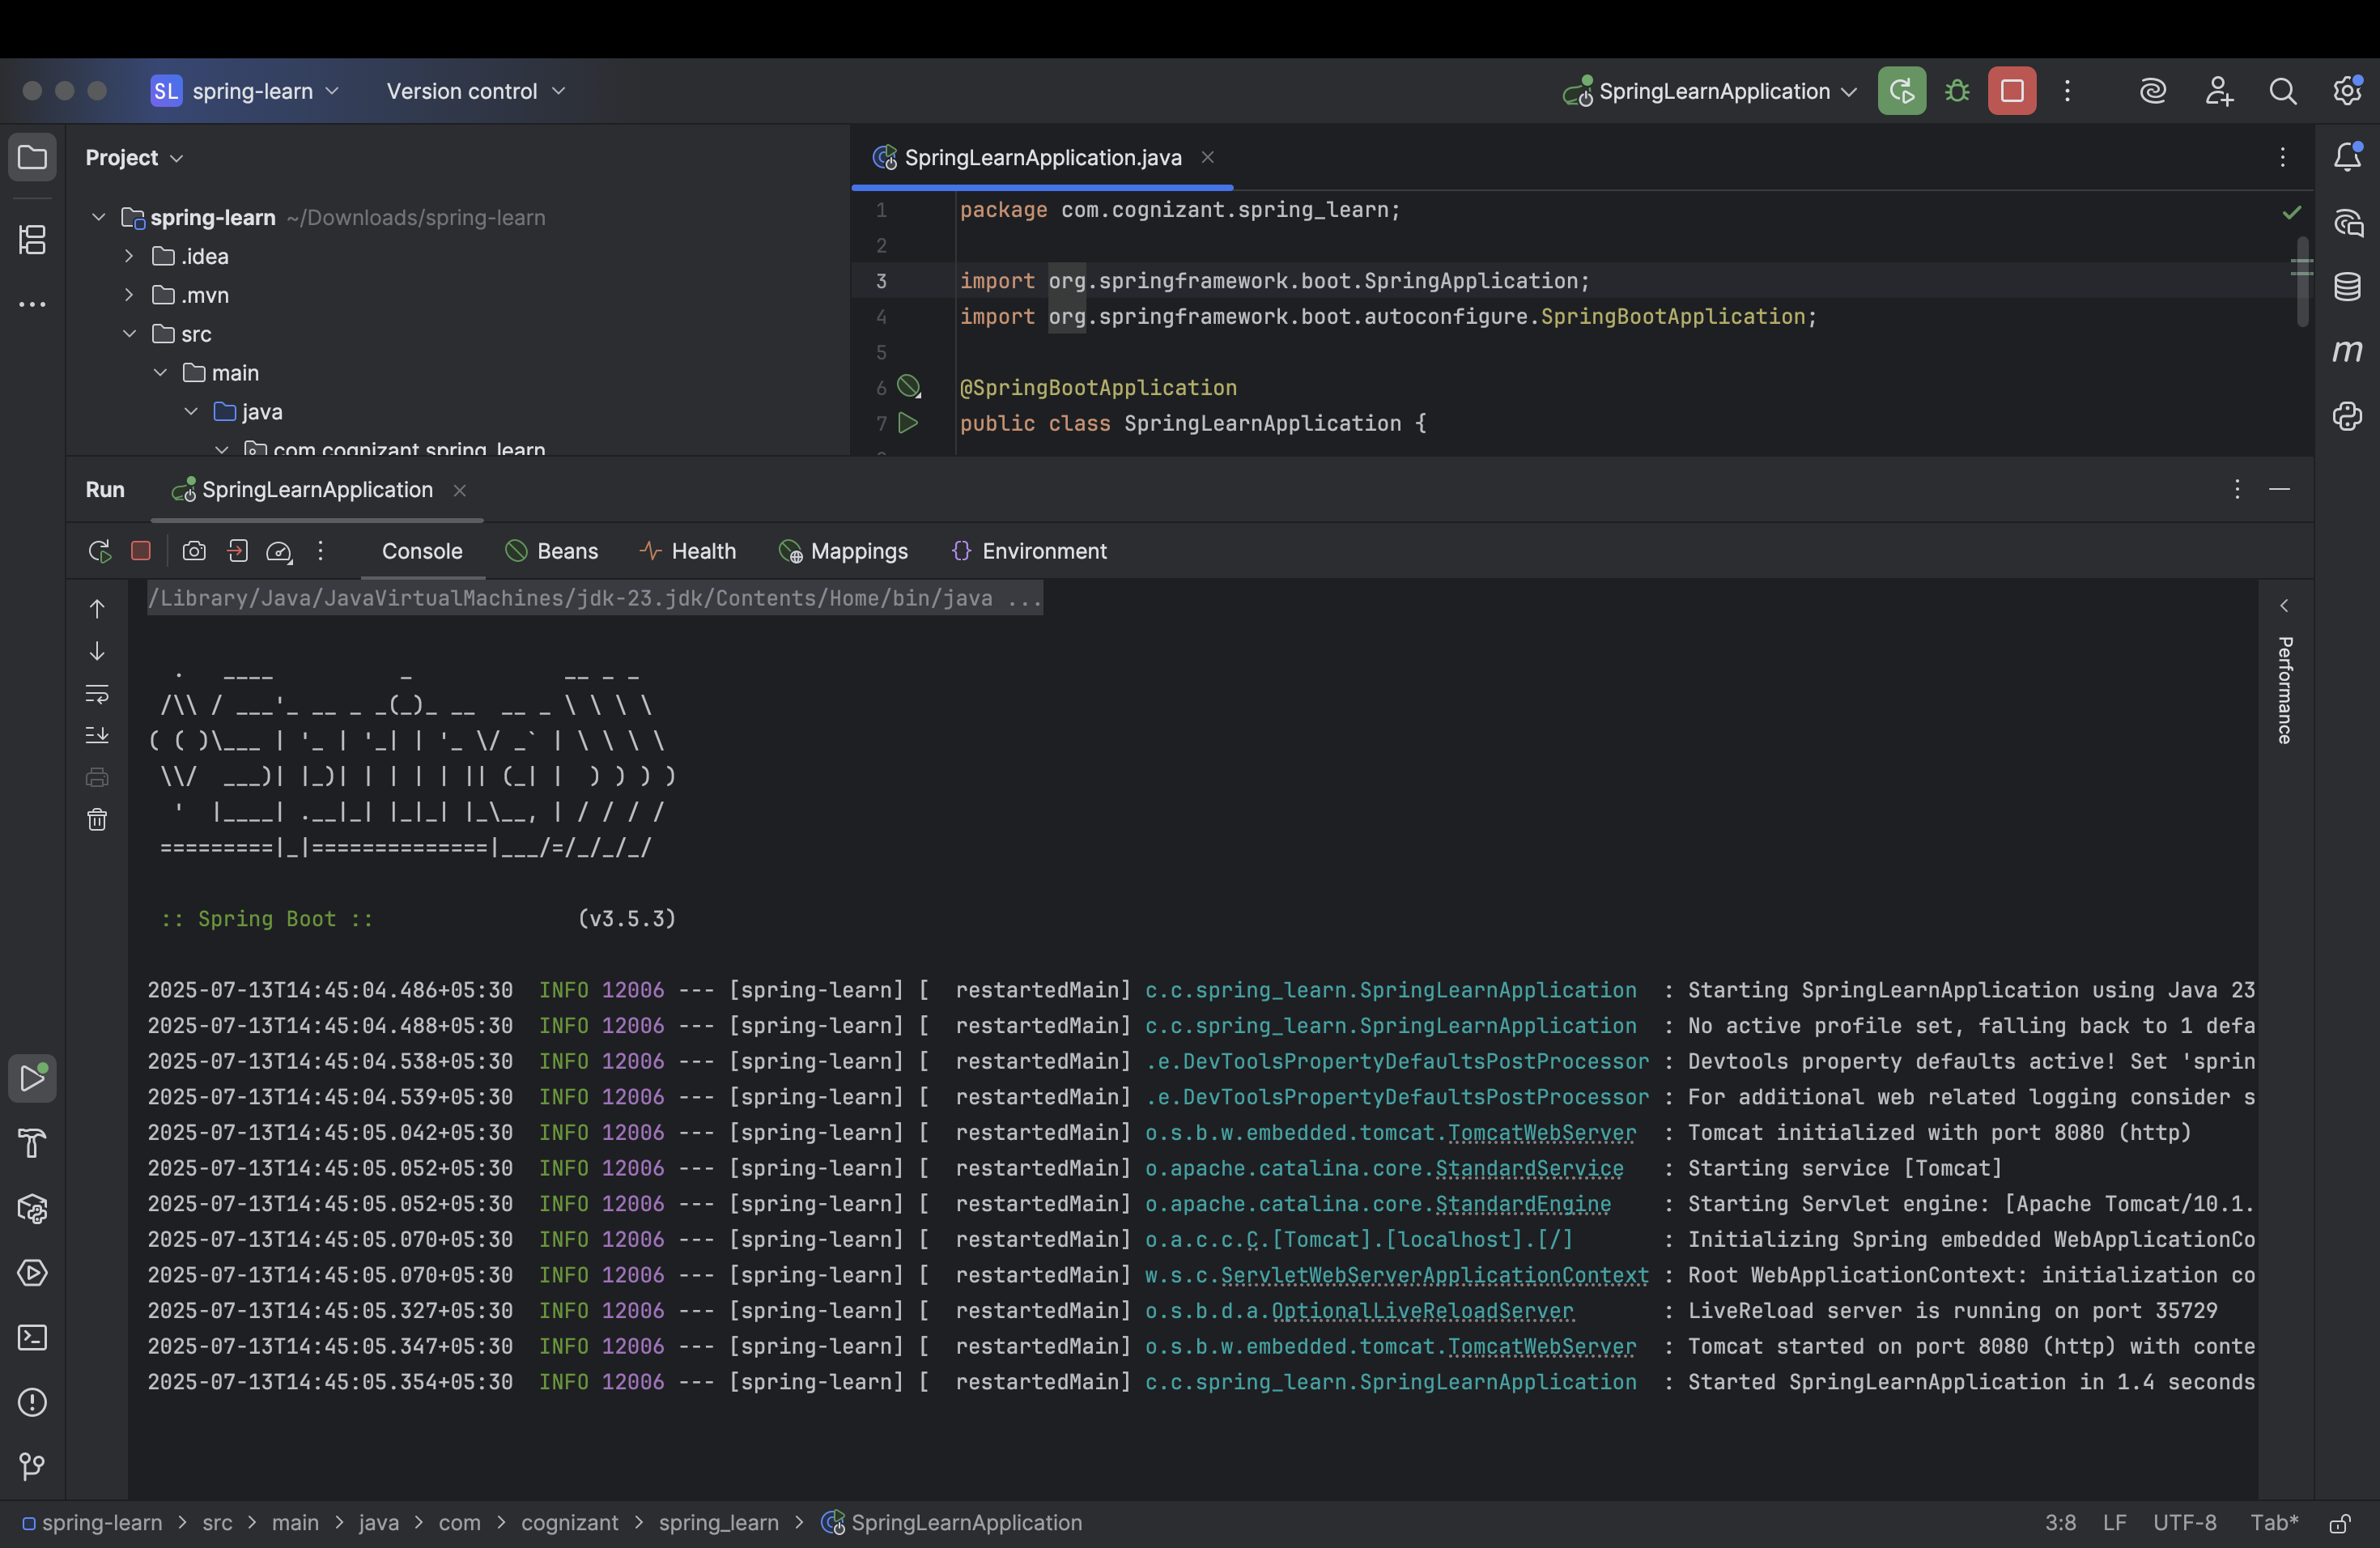 SL spring-learn Version control SpringLearnApplication
Project
SpringLearnApplication.java
spring-learn ~/Downloads/spring-learn
.idea
.mvn
src
main
java
com.cognizant.spring_learn
1 package com.cognizant.spring_learn;
2
3 import org.springframework.boot.SpringApplication;
4 import org.springframework.boot.autoconfigure.SpringBootApplication;
5
6 @SpringBootApplication
7 public class SpringLearnApplication {
Run SpringLearnApplication
Console Beans Health Mappings Environment
/Library/Java/JavaVirtualMachines/jdk-23.jdk/Contents/Home/bin/java ...
  .   ____          _            __ _ _
 /\\ / ___'_ __ _ _(_)_ __  __ _ \ \ \ \
( ( )\___ | '_ | '_| | '_ \/ _` | \ \ \ \
 \\/  ___)| |_)| | | | | || (_| |  ) ) ) )
  '  |____| .__|_| |_|_| |_\__, | / / / /
 =========|_|==============|___/=/_/_/_/
 :: Spring Boot ::                (v3.5.3)
2025-07-13T14:45:04.486+05:30  INFO 12006 --- [spring-learn] [  restartedMain] c.c.spring_learn.SpringLearnApplication  : Starting SpringLearnApplication using Java 23
2025-07-13T14:45:04.488+05:30  INFO 12006 --- [spring-learn] [  restartedMain] c.c.spring_learn.SpringLearnApplication  : No active profile set, falling back to 1 defa
2025-07-13T14:45:04.538+05:30  INFO 12006 --- [spring-learn] [  restartedMain] .e.DevToolsPropertyDefaultsPostProcessor : Devtools property defaults active! Set 'sprin
2025-07-13T14:45:04.539+05:30  INFO 12006 --- [spring-learn] [  restartedMain] .e.DevToolsPropertyDefaultsPostProcessor : For additional web related logging consider s
2025-07-13T14:45:05.042+05:30  INFO 12006 --- [spring-learn] [  restartedMain] o.s.b.w.embedded.tomcat.TomcatWebServer  : Tomcat initialized with port 8080 (http)
2025-07-13T14:45:05.052+05:30  INFO 12006 --- [spring-learn] [  restartedMain] o.apache.catalina.core.StandardService   : Starting service [Tomcat]
2025-07-13T14:45:05.052+05:30  INFO 12006 --- [spring-learn] [  restartedMain] o.apache.catalina.core.StandardEngine    : Starting Servlet engine: [Apache Tomcat/10.1.
2025-07-13T14:45:05.070+05:30  INFO 12006 --- [spring-learn] [  restartedMain] o.a.c.c.C.[Tomcat].[localhost].[/]       : Initializing Spring embedded WebApplicationCo
2025-07-13T14:45:05.070+05:30  INFO 12006 --- [spring-learn] [  restartedMain] w.s.c.ServletWebServerApplicationContext : Root WebApplicationContext: initialization co
2025-07-13T14:45:05.327+05:30  INFO 12006 --- [spring-learn] [  restartedMain] o.s.b.d.a.OptionalLiveReloadServer       : LiveReload server is running on port 35729
2025-07-13T14:45:05.347+05:30  INFO 12006 --- [spring-learn] [  restartedMain] o.s.b.w.embedded.tomcat.TomcatWebServer  : Tomcat started on port 8080 (http) with conte
2025-07-13T14:45:05.354+05:30  INFO 12006 --- [spring-learn] [  restartedMain] c.c.spring_learn.SpringLearnApplication  : Started SpringLearnApplication in 1.4 seconds
Performance
spring-learn > src > main > java > com > cognizant > spring_learn > SpringLearnApplication 3:8 LF UTF-8 Tab*